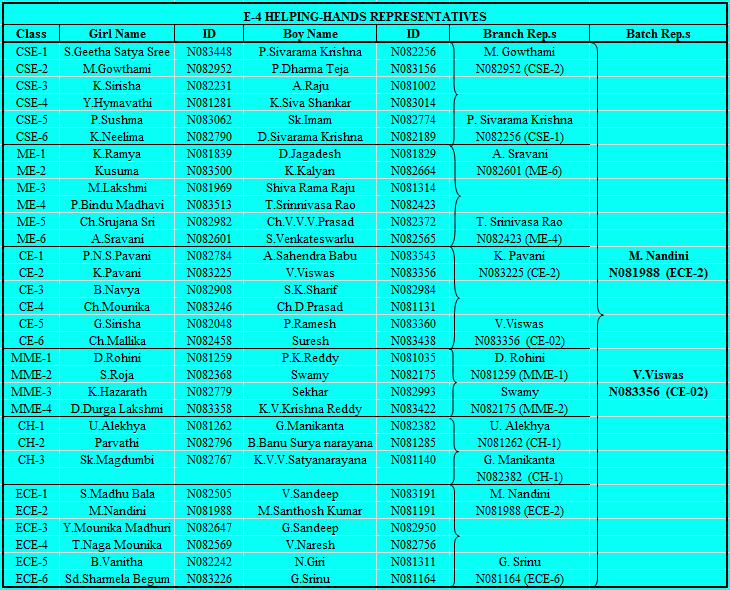 E-4 HELPING-HANDS REPRESENTATIVES
Class Girl Name ID Boy Name ID Branch Rep.s Batch Rep.s
CSE-1 S.Geetha Satya Sree N083448 P.Sivarama Krishna N082256 M. Gowthami
CSE-2 M.Gowthami N082952 P.Dharma Teja N083156 N082952 (CSE-2)
CSE-3 K.Sirisha N082231 A.Raju N081002
CSE-4 Y.Hymavathi N081281 K.Siva Shankar N083014
CSE-5 P.Sushma N083062 Sk.Imam N082774 P. Sivarama Krishna
CSE-6 K.Neelima N082790 D.Sivarama Krishna N082189 N082256 (CSE-1)
ME-1 K.Ramya N081839 D.Jagadesh N081829 A. Sravani
ME-2 Kusuma N083500 K.Kalyan N082664 N082601 (ME-6)
ME-3 M.Lakshmi N081969 Shiva Rama Raju N081314
ME-4 P.Bindu Madhavi N083513 T.Srinnivasa Rao N082423
ME-5 Ch.Srujana Sri N082982 Ch.V.V.V.Prasad N082372 T. Srinivasa Rao
ME-6 A.Sravani N082601 S.Venkateswarlu N082565 N082423 (ME-4)
CE-1 P.N.S.Pavani N082784 A.Sahendra Babu N083543 K. Pavani M. Nandini
CE-2 K.Pavani N083225 V.Viswas N083356 N083225 (CE-2) N081988 (ECE-2)
CE-3 B.Navya N082908 S.K.Sharif N082984
CE-4 Ch.Mounika N083246 Ch.D.Prasad N081131
CE-5 G.Sirisha N082048 P.Ramesh N083360 V.Viswas
CE-6 Ch.Mallika N082458 Suresh N083438 N083356 (CE-02)
MME-1 D.Rohini N081259 P.K.Reddy N081035 D. Rohini
MME-2 S.Roja N082368 Swamy N082175 N081259 (MME-1) V.Viswas
MME-3 K.Hazarath N082779 Sekhar N082993 Swamy N083356 (CE-02)
MME-4 D.Durga Lakshmi N083358 K.V.Krishna Reddy N083422 N082175 (MME-2)
CH-1 U.Alekhya N081262 G.Manikanta N082382 U. Alekhya
CH-2 Parvathi N082796 B.Banu Surya narayana N081285 N081262 (CH-1)
CH-3 Sk.Magdumbi N082767 K.V.V.Satyanarayana N081140 G. Manikanta
N082382 (CH-1)
ECE-1 S.Madhu Bala N082505 V.Sandeep N083191 M. Nandini
ECE-2 M.Nandini N081988 M.Santhosh Kumar N081191 N081988 (ECE-2)
ECE-3 Y.Mounika Madhuri N082647 G.Sandeep N082950
ECE-4 T.Naga Mounika N082569 V.Naresh N082756
ECE-5 B.Vanitha N082242 N.Giri N081311 G. Srinu
ECE-6 Sd.Sharmela Begum N083226 G.Srinu N081164 N081164 (ECE-6)